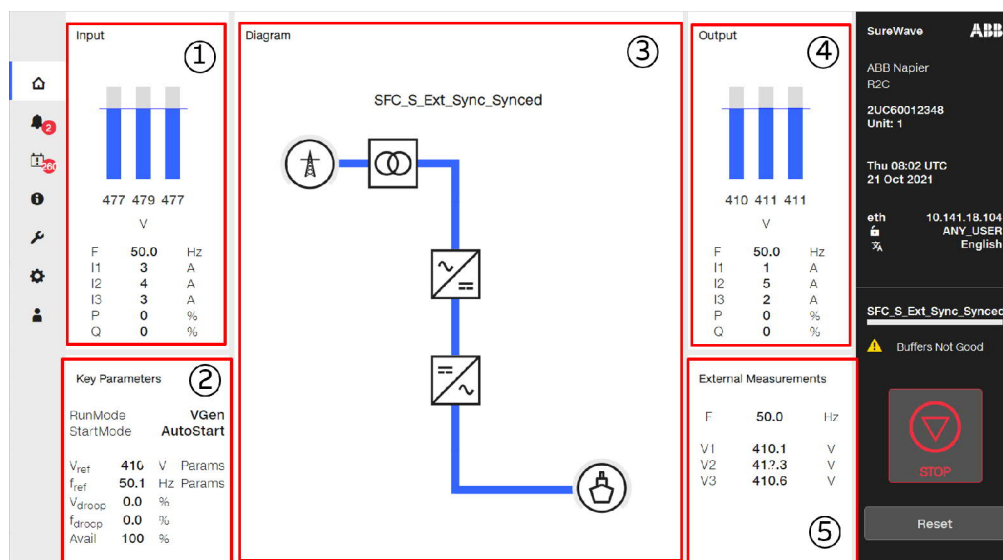 Input
①
477 479 477
V
F 50.0 Hz
I1 3 A
I2 4 A
I3 3 A
P 0 %
Q 0 %
Key Parameters
②
RunMode VGen
StartMode AutoStart
Vref 410 V Params
fref 50.1 Hz Params
Vdroop 0.0 %
fdroop 0.0 %
Avail 100 %
Diagram
③
SFC_S_Ext_Sync_Synced
Output
④
410 411 411
V
F 50.0 Hz
I1 1 A
I2 5 A
I3 2 A
P 0 %
Q 0 %
External Measurements
F 50.0 Hz
V1 410.1 V
V2 V
V3 410.6 V
⑤
2
260
SureWave ABB
ABB Napier
R2C
2UC60012348
Unit: 1
Thu 08:02 UTC
21 Oct 2021
eth 10.141.18.104
ANY_USER
English
SFC_S_Ext_Sync_Synced
Buffers Not Good
STOP
Reset